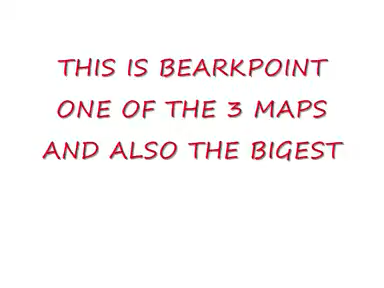 THIS IS BEARKPOINT
ONE OF THE 3 MAPS
AND ALSO THE BIGEST